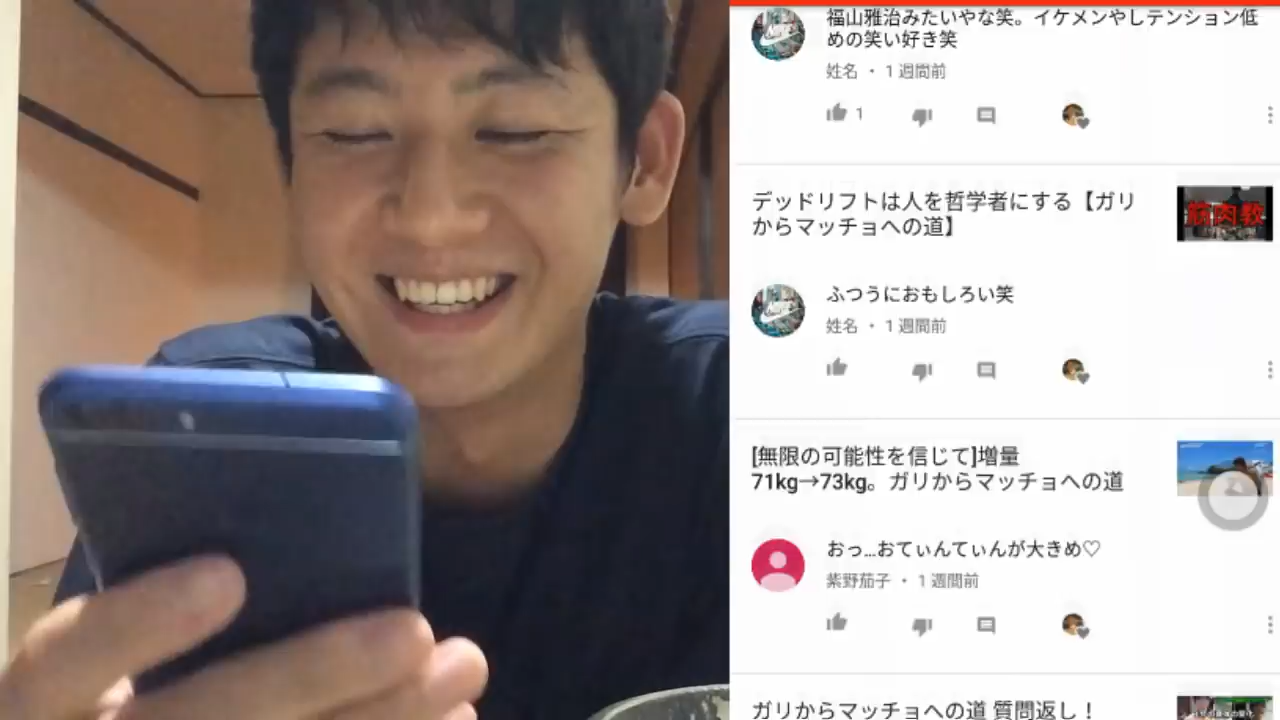 福山雅治みたいやな笑。イケメンやしテンション低
めの笑い好き笑
姓名 ・ 1 週間前
1
デッドリフトは人を哲学者にする【ガリ
からマッチョへの道】
筋肉教
ふつうにおもしろい笑
姓名 ・ 1 週間前
[無限の可能性を信じて]増量
71kg→73kg。ガリからマッチョへの道
おっ...おてぃんてぃんが大きめ♡
紫野茄子 ・ 1 週間前
ガリからマッチョへの道 質問返し！